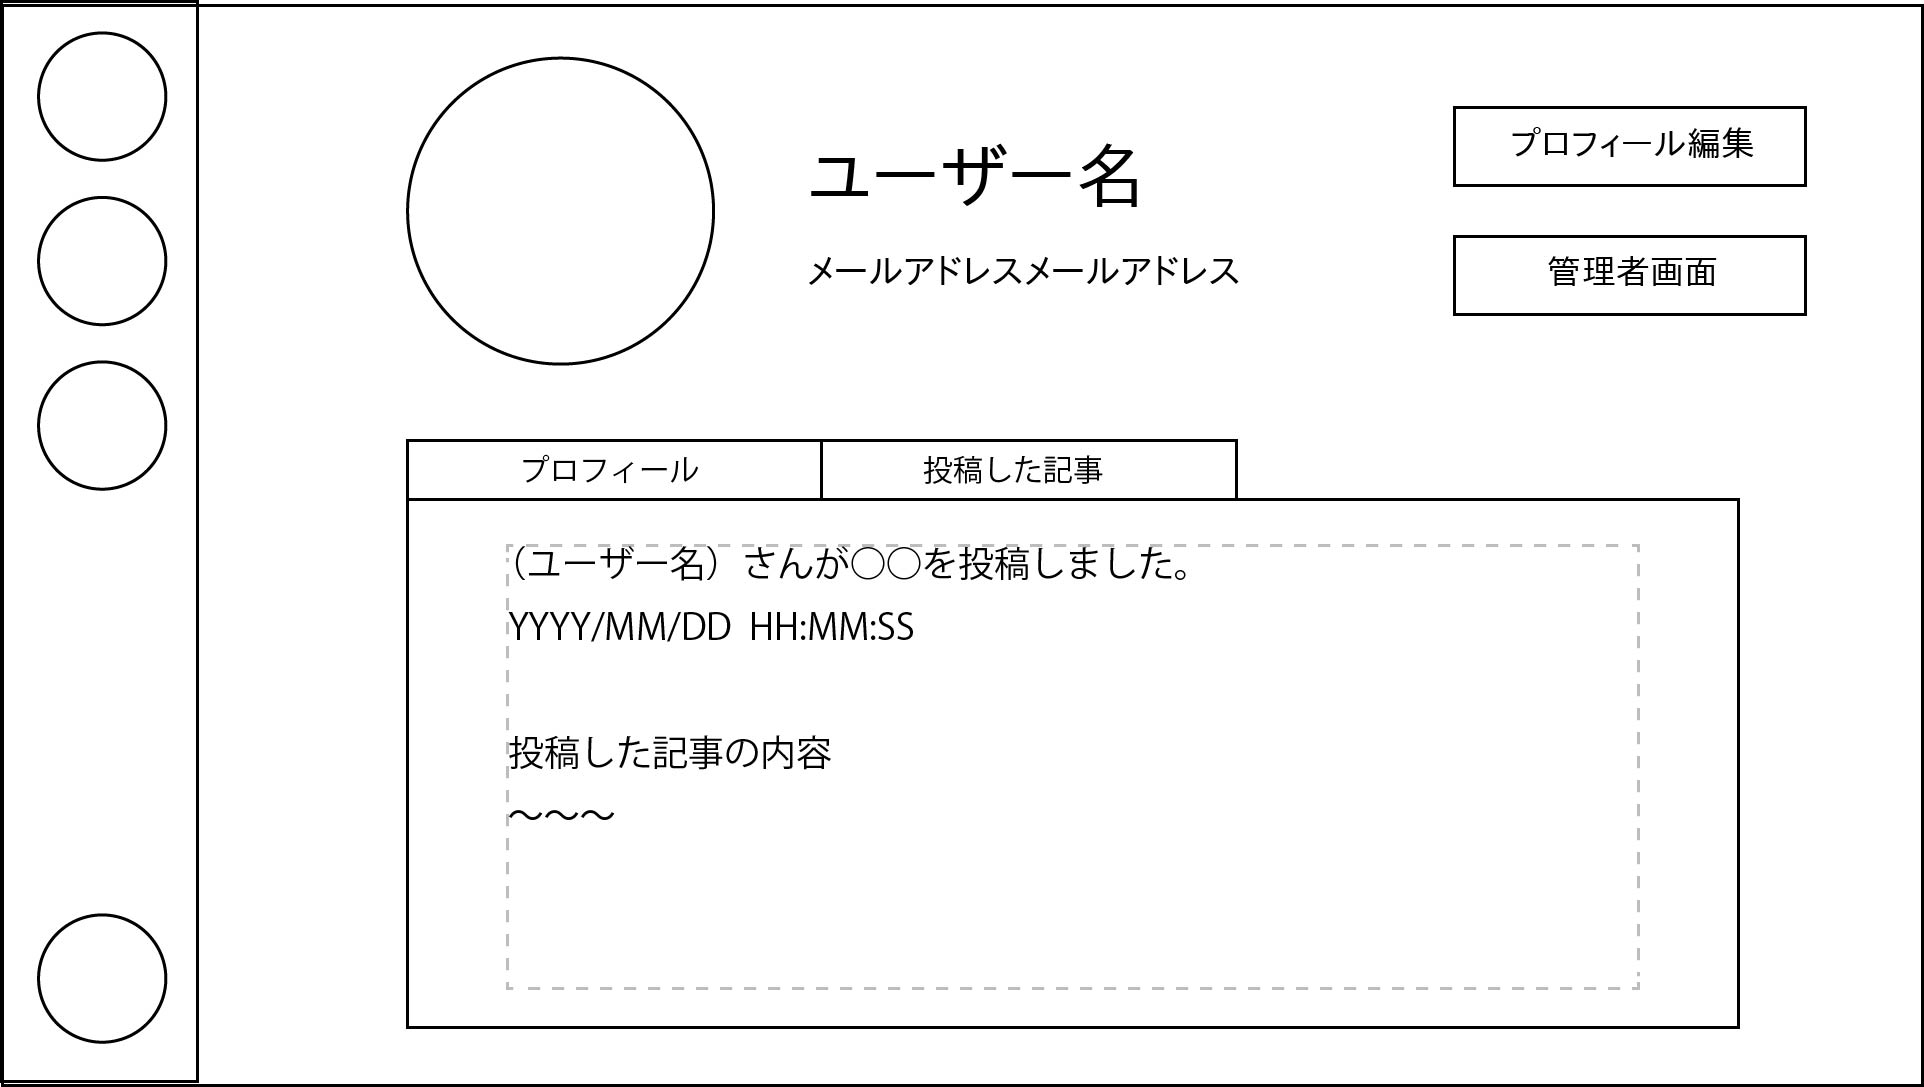 ユーザー名
メールアドレスメールアドレス
プロフィール編集
管理者画面
プロフィール
投稿した記事
（ユーザー名）さんが〇〇を投稿しました。
YYYY/MM/DD HH:MM:SS
投稿した記事の内容
～～～